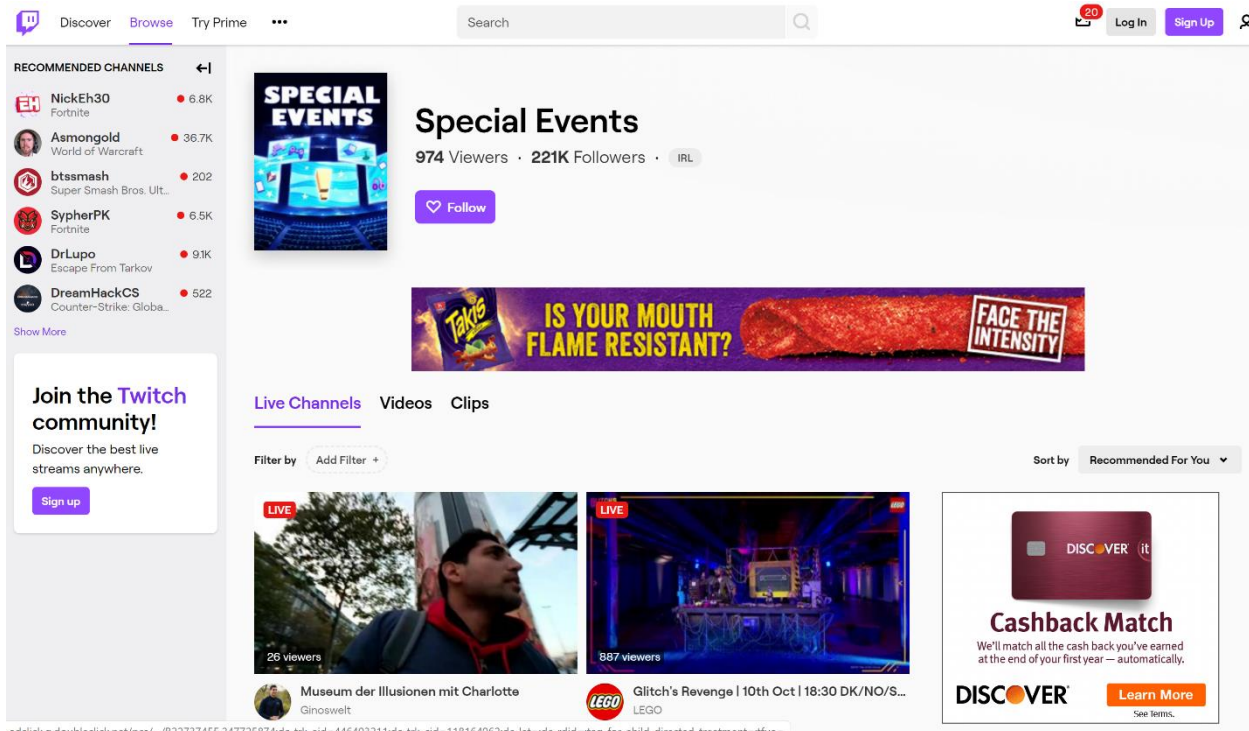 Discover Browse Try Prime •••
Search
20
Log In
Sign Up
RECOMMENDED CHANNELS
NickEh30 6.8K
Fortnite
Asmongold 36.7K
World of Warcraft
btssmash 202
Super Smash Bros. Ult...
SypherPK 6.5K
Fortnite
DrLupo 9.1K
Escape From Tarkov
DreamHackCS 522
Counter-Strike: Globa...
Show More
Join the Twitch
community!
Discover the best live
streams anywhere.
Sign up
SPECIAL
EVENTS
Special Events
974 Viewers · 221K Followers · IRL
Follow
Takis
IS YOUR MOUTH
FLAME RESISTANT?
FACE THE
INTENSITY
Live Channels Videos Clips
Filter by Add Filter +
Sort by Recommended For You
LIVE
26 viewers
Museum der Illusionen mit Charlotte
Ginoswelt
LIVE
LEGO
887 viewers
LEGO
Glitch's Revenge | 10th Oct | 18:30 DK/NO/S...
LEGO
DISCOVER it
Cashback Match
We'll match all the cash back you've earned
at the end of your first year — automatically.
DISCOVER
Learn More
See Terms.